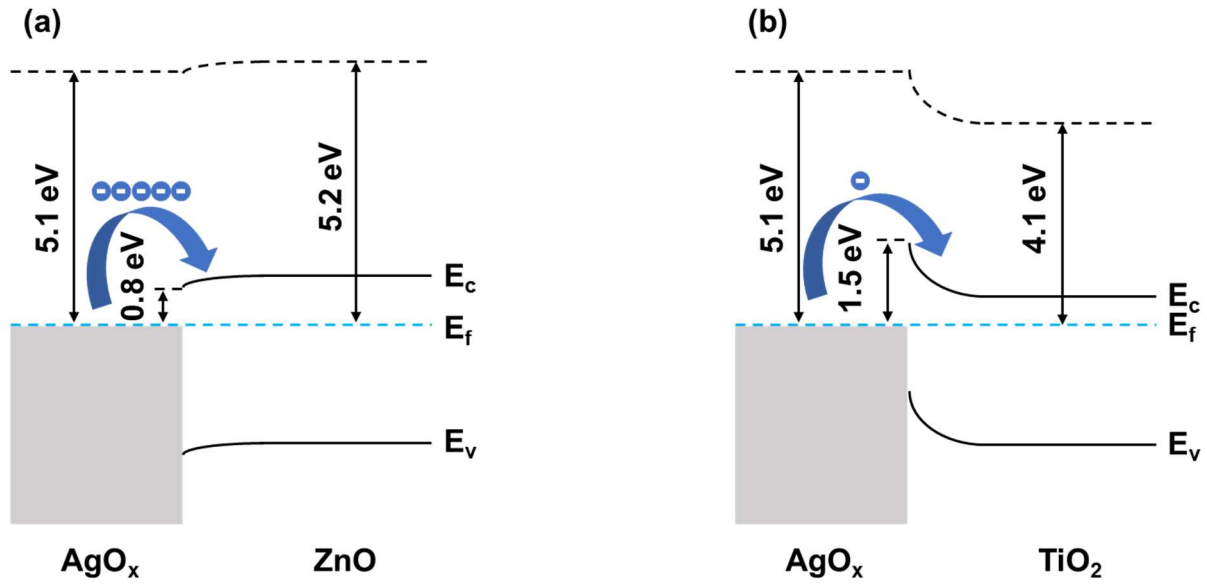 (a)
5.1 eV
0.8 eV
5.2 eV
E_c
E_f
E_v
AgO_x
ZnO
(b)
5.1 eV
1.5 eV
4.1 eV
E_c
E_f
E_v
AgO_x
TiO_2